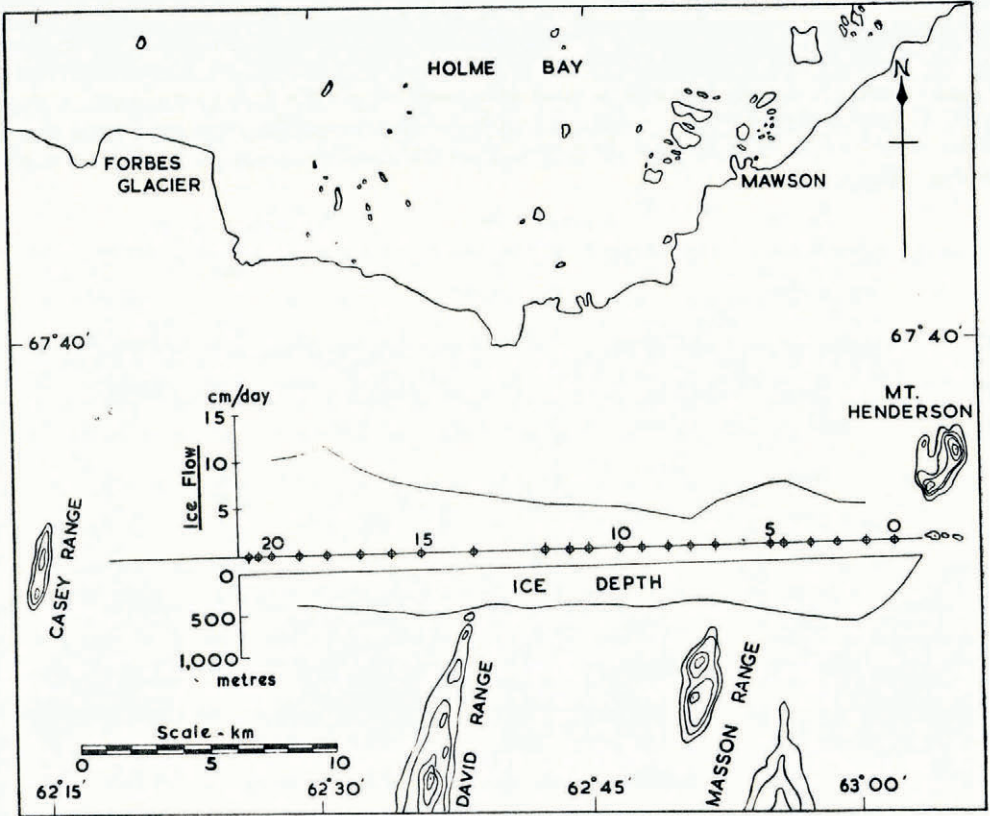 HOLME BAY
N
FORBES
GLACIER
MAWSON
67°40'
67°40'
MT.
HENDERSON
cm/day
15
10
5
Ice Flow
20
15
10
5
0
CASEY RANGE
0
500
1,000
metres
ICE DEPTH
DAVID RANGE
MASSON RANGE
Scale - km
0
5
10
62°15'
62°30'
62°45'
63°00'